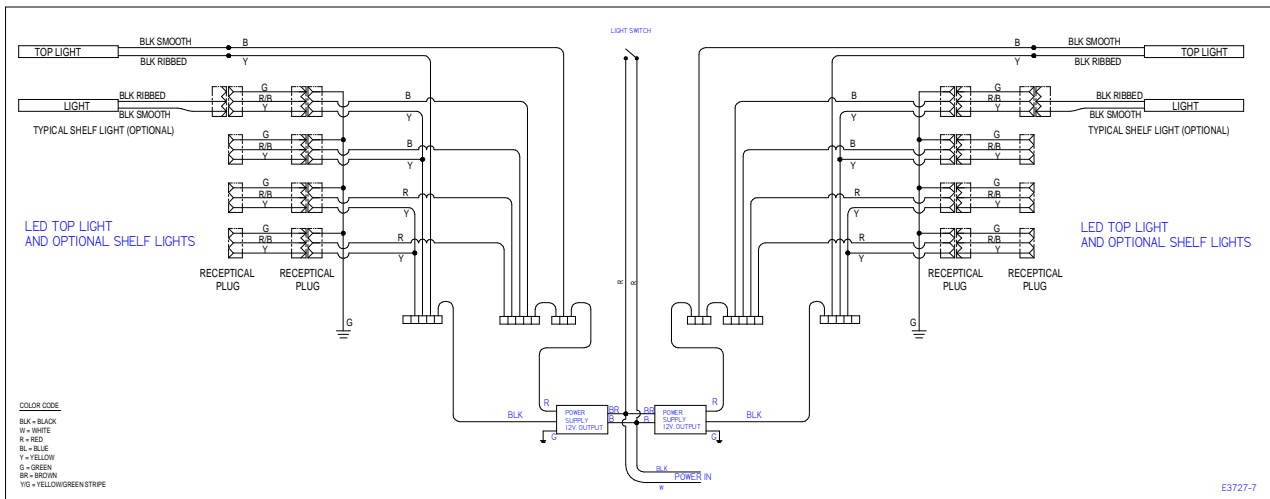 LIGHT SWITCH
TOP LIGHT
BLK SMOOTH
B
BLK RIBBED
Y
LIGHT
BLK RIBBED
BLK SMOOTH
TYPICAL SHELF LIGHT (OPTIONAL)
G
R/B
Y
B
Y
G
R/B
Y
B
Y
G
R/B
Y
R
Y
G
R/B
Y
R
Y
LED TOP LIGHT
AND OPTIONAL SHELF LIGHTS
RECEPTICAL
PLUG
RECEPTICAL
PLUG
G
R
R
B
BLK SMOOTH
TOP LIGHT
Y
BLK RIBBED
B
Y
G
R/B
Y
BLK RIBBED
LIGHT
BLK SMOOTH
TYPICAL SHELF LIGHT (OPTIONAL)
B
Y
G
R/B
Y
R
Y
G
R/B
Y
R
Y
G
R/B
Y
LED TOP LIGHT
AND OPTIONAL SHELF LIGHTS
RECEPTICAL
PLUG
RECEPTICAL
PLUG
G
R
BLK
POWER
SUPPLY
12V. OUTPUT
G
BR
B
BR
B
POWER
SUPPLY
12V. OUTPUT
R
BLK
G
BLK
POWER IN
W
COLOR CODE
BLK = BLACK
W = WHITE
R = RED
BL = BLUE
Y = YELLOW
G = GREEN
BR = BROWN
Y/G = YELLOW/GREEN STRIPE
E3727-7